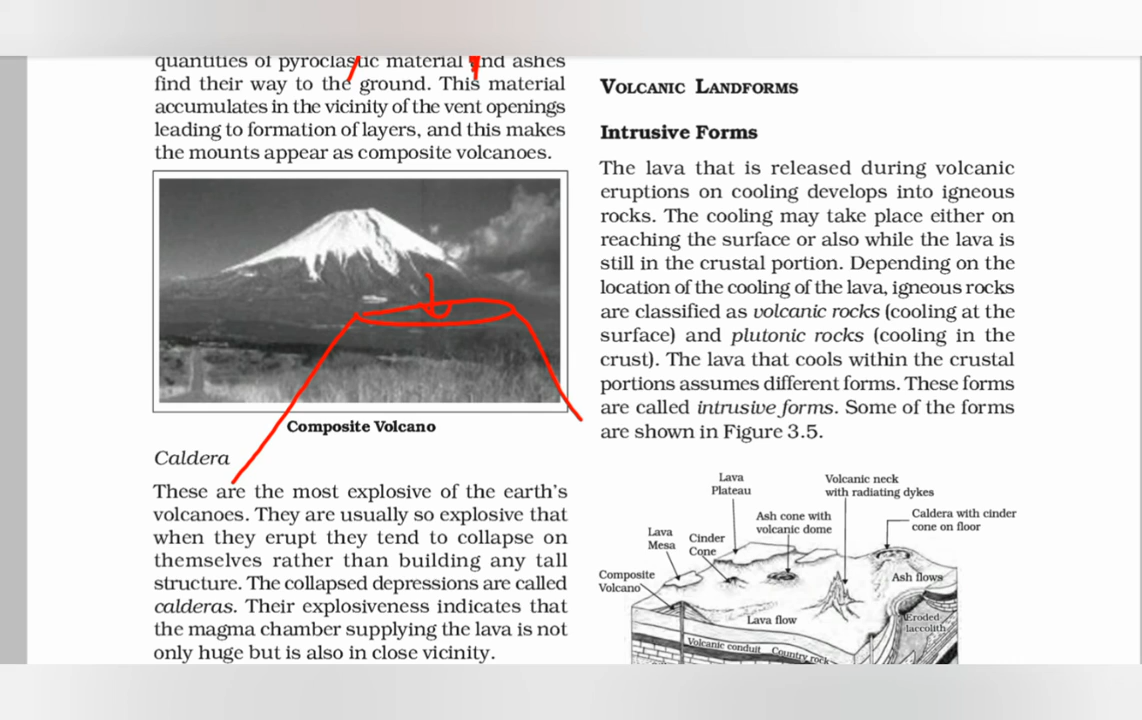 quantities of pyroclastic material and ashes
find their way to the ground. This material
accumulates in the vicinity of the vent openings
leading to formation of layers, and this makes
the mounts appear as composite volcanoes.
Composite Volcano
Caldera
These are the most explosive of the earth's
volcanoes. They are usually so explosive that
when they erupt they tend to collapse on
themselves rather than building any tall
structure. The collapsed depressions are called
calderas. Their explosiveness indicates that
the magma chamber supplying the lava is not
only huge but is also in close vicinity.
VOLCANIC LANDFORMS
Intrusive Forms
The lava that is released during volcanic
eruptions on cooling develops into igneous
rocks. The cooling may take place either on
reaching the surface or also while the lava is
still in the crustal portion. Depending on the
location of the cooling of the lava, igneous rocks
are classified as volcanic rocks (cooling at the
surface) and plutonic rocks (cooling in the
crust). The lava that cools within the crustal
portions assumes different forms. These forms
are called intrusive forms. Some of the forms
are shown in Figure 3.5.
Lava
Plateau
Volcanic neck
with radiating dykes
Ash cone with
volcanic dome
Caldera with cinder
cone on floor
Lava
Mesa
Cinder
Cone
Composite
Volcano
Ash flows
Lava flow
Eroded
laccolith
Volcanic conduit
Country rock